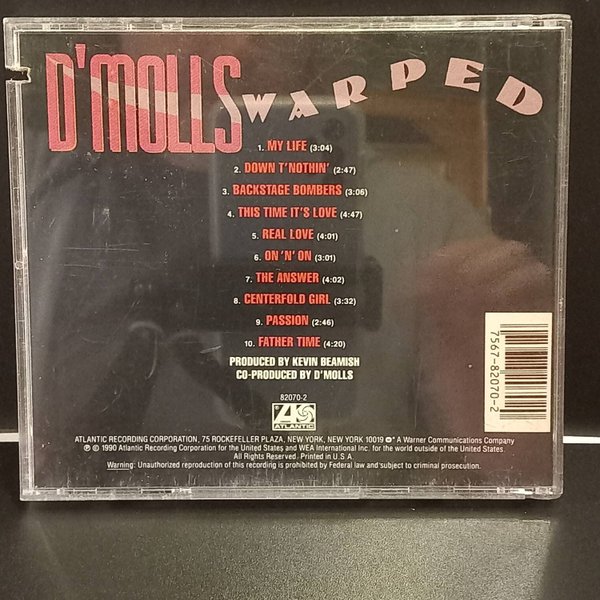 D'MOLLS WARPED
1. MY LIFE (3:04)
2. DOWN T'NOTHIN' (2:47)
3. BACKSTAGE BOMBERS (3:06)
4. THIS TIME IT'S LOVE (4:47)
5. REAL LOVE (4:01)
6. ON 'N' ON (3:01)
7. THE ANSWER (4:02)
8. CENTERFOLD GIRL (3:32)
9. PASSION (2:46)
10. FATHER TIME (4:20)
PRODUCED BY KEVIN BEAMISH
CO-PRODUCED BY D'MOLLS
82070-2
ATLANTIC
7567-82070-2
ATLANTIC RECORDING CORPORATION, 75 ROCKEFELLER PLAZA, NEW YORK, NEW YORK 10019 * A Warner Communications Company
Ⓟ © 1990 Atlantic Recording Corporation for the United States and WEA International Inc. for the world outside of the United States.
All Rights Reserved. Printed in U.S.A.
Warning: Unauthorized reproduction of this recording is prohibited by Federal law and subject to criminal prosecution.